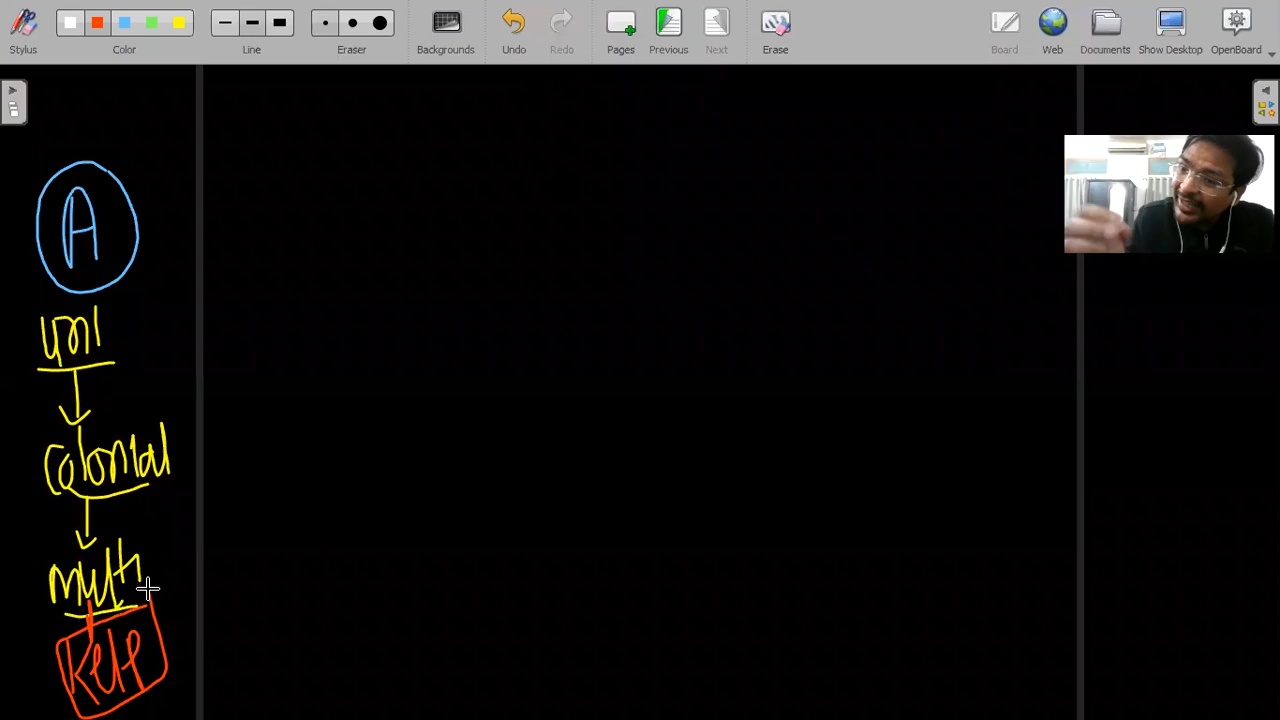 Stylus
Color
Line
Eraser
Backgrounds
Undo
Redo
Pages
Previous
Next
Erase
Board
Web
Documents
Show Desktop
OpenBoard
A
uni
colonial
multi
Kelp